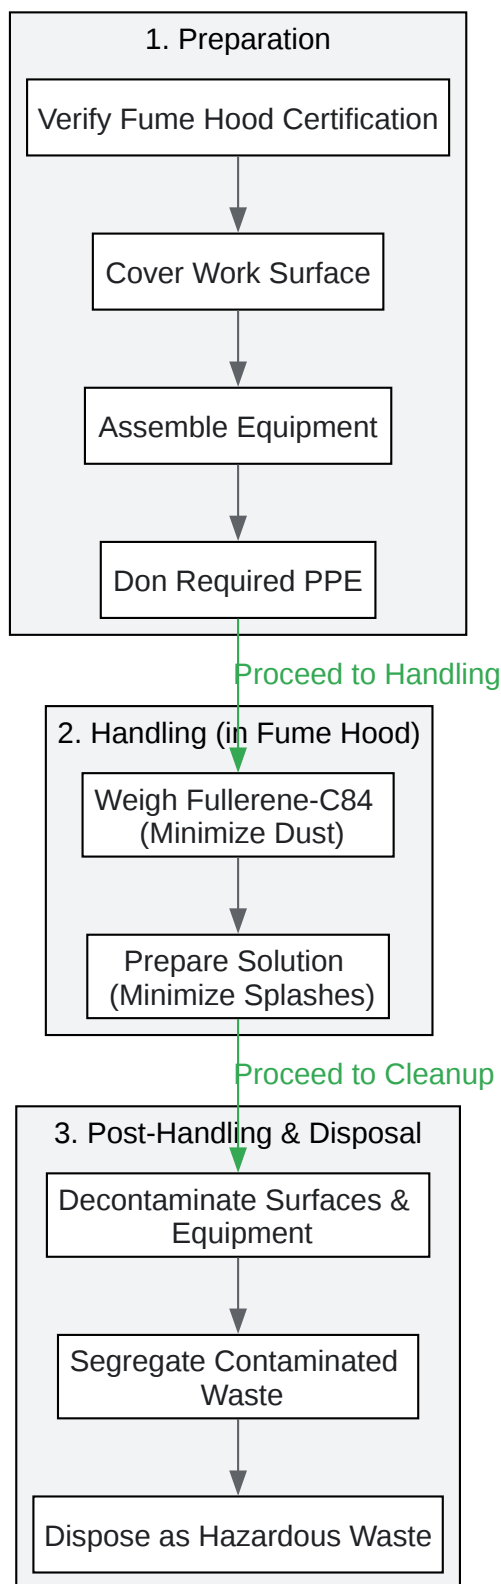 1. Preparation
Verify Fume Hood Certification
Cover Work Surface
Assemble Equipment
Don Required PPE
Proceed to Handling
2. Handling (in Fume Hood)
Weigh Fullerene-C84
(Minimize Dust)
Prepare Solution
(Minimize Splashes)
Proceed to Cleanup
3. Post-Handling & Disposal
Decontaminate Surfaces &
Equipment
Segregate Contaminated
Waste
Dispose as Hazardous Waste